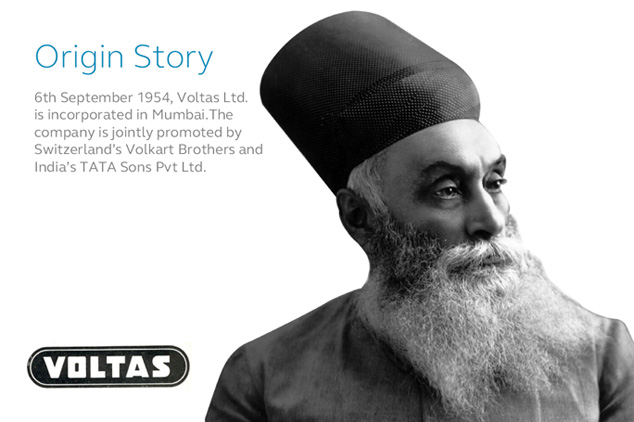 Origin Story
6th September 1954, Voltas Ltd.
is incorporated in Mumbai.The
company is jointly promoted by
Switzerland's Volkart Brothers and
India's TATA Sons Pvt Ltd.
VOLTAS